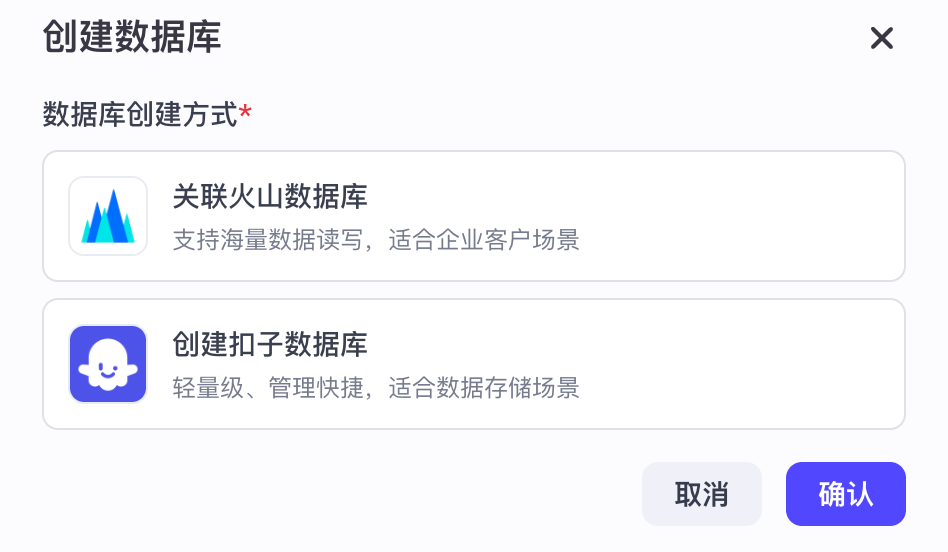 创建数据库
数据库创建方式*
关联火山数据库
支持海量数据读写，适合企业客户场景
创建扣子数据库
轻量级、管理快捷，适合数据存储场景
取消
确认